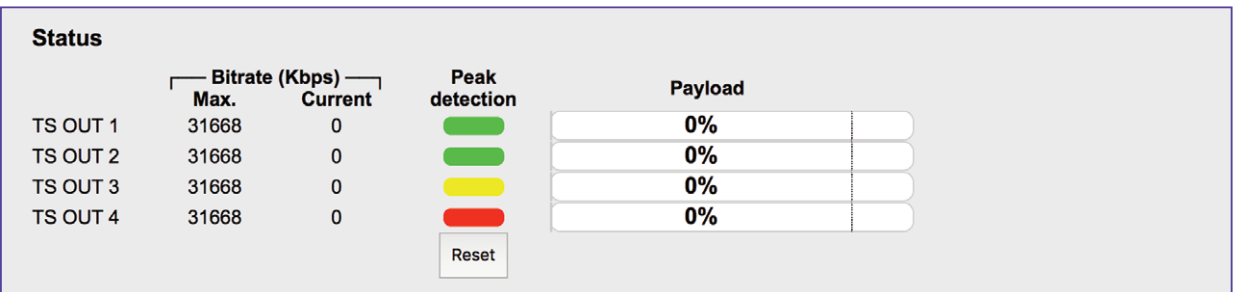 Status
Bitrate (Kbps) Peak
Max. Current detection Payload
TS OUT 1 31668 0 0%
TS OUT 2 31668 0 0%
TS OUT 3 31668 0 0%
TS OUT 4 31668 0 0%
Reset